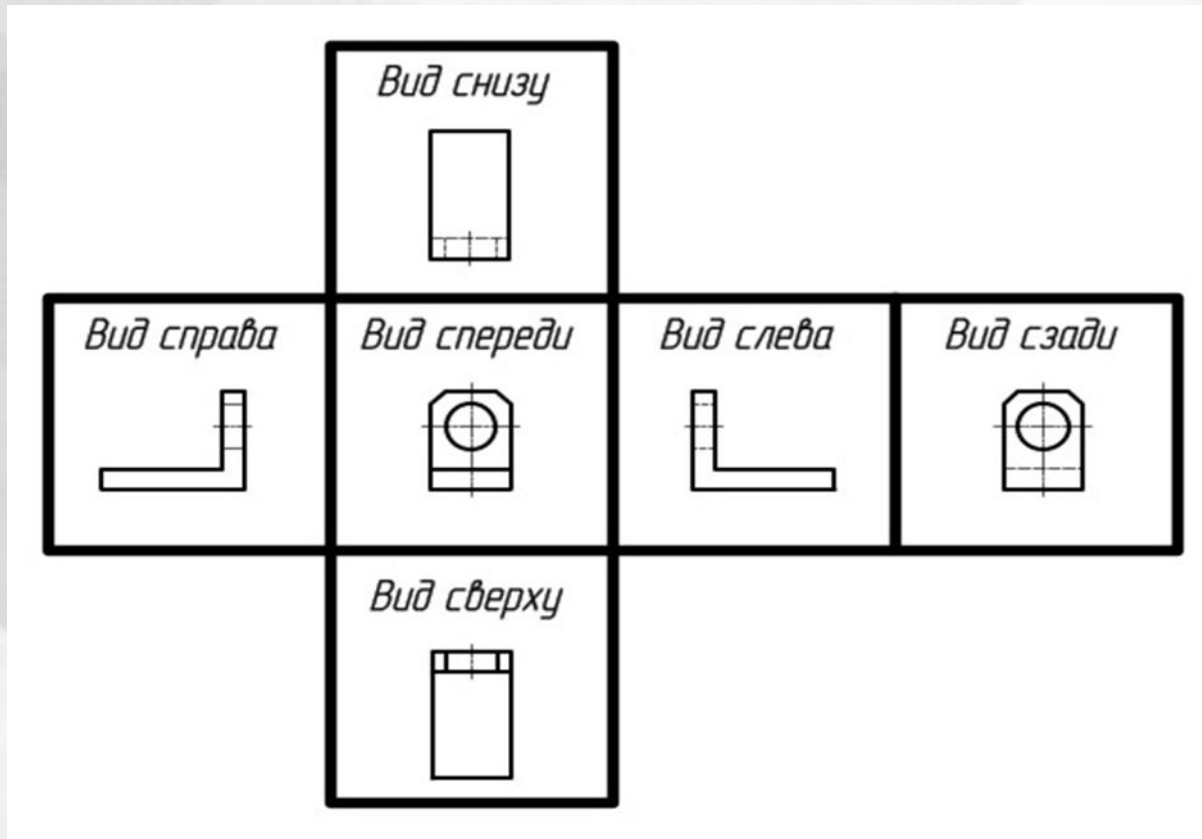 Вид снизу
Вид справа
Вид спереди
Вид слева
Вид сзади
Вид сверху